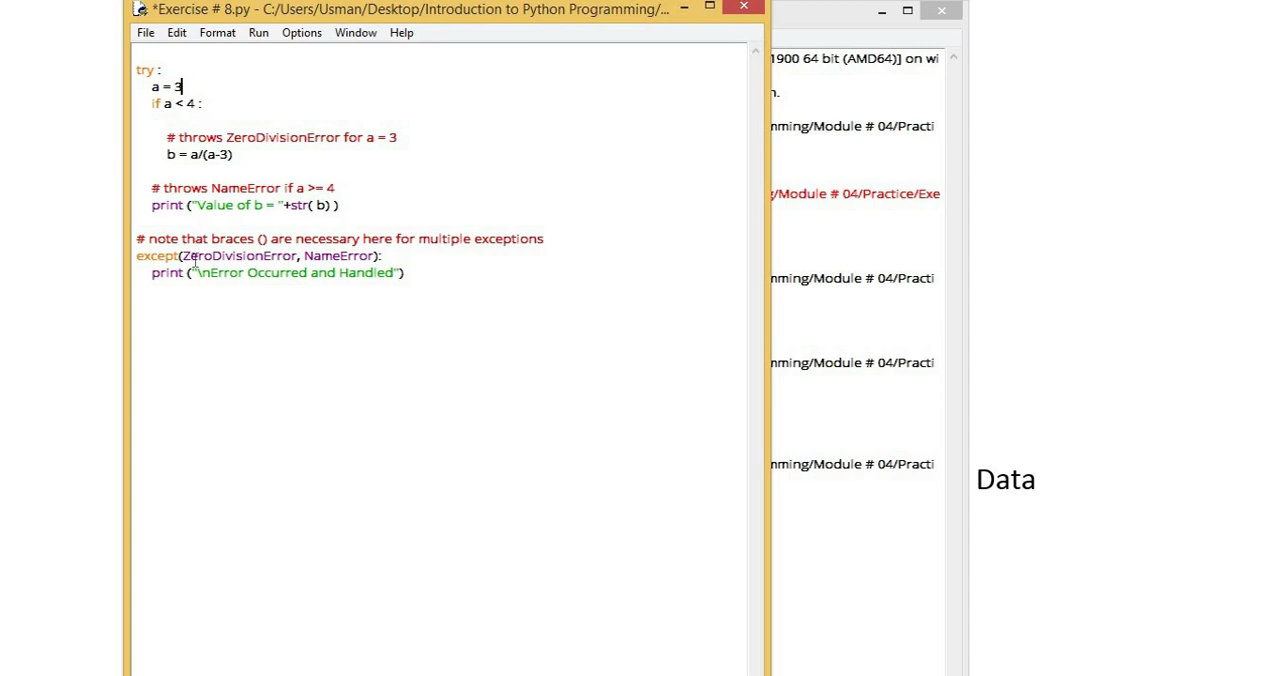 *Exercise # 8.py - C:/Users/Usman/Desktop/Introduction to Python Programming/...
File Edit Format Run Options Window Help
1900 64 bit (AMD64)] on wi
try :
a = 3
n.
if a < 4 :
mming/Module # 04/Practi
# throws ZeroDivisionError for a = 3
b = a/(a-3)
# throws NameError if a >= 4
g/Module # 04/Practice/Exe
print ("Value of b = "+str( b) )
# note that braces () are necessary here for multiple exceptions
except(ZeroDivisionError, NameError):
print ("\nError Occurred and Handled")
mming/Module # 04/Practi
mming/Module # 04/Practi
mming/Module # 04/Practi
Data